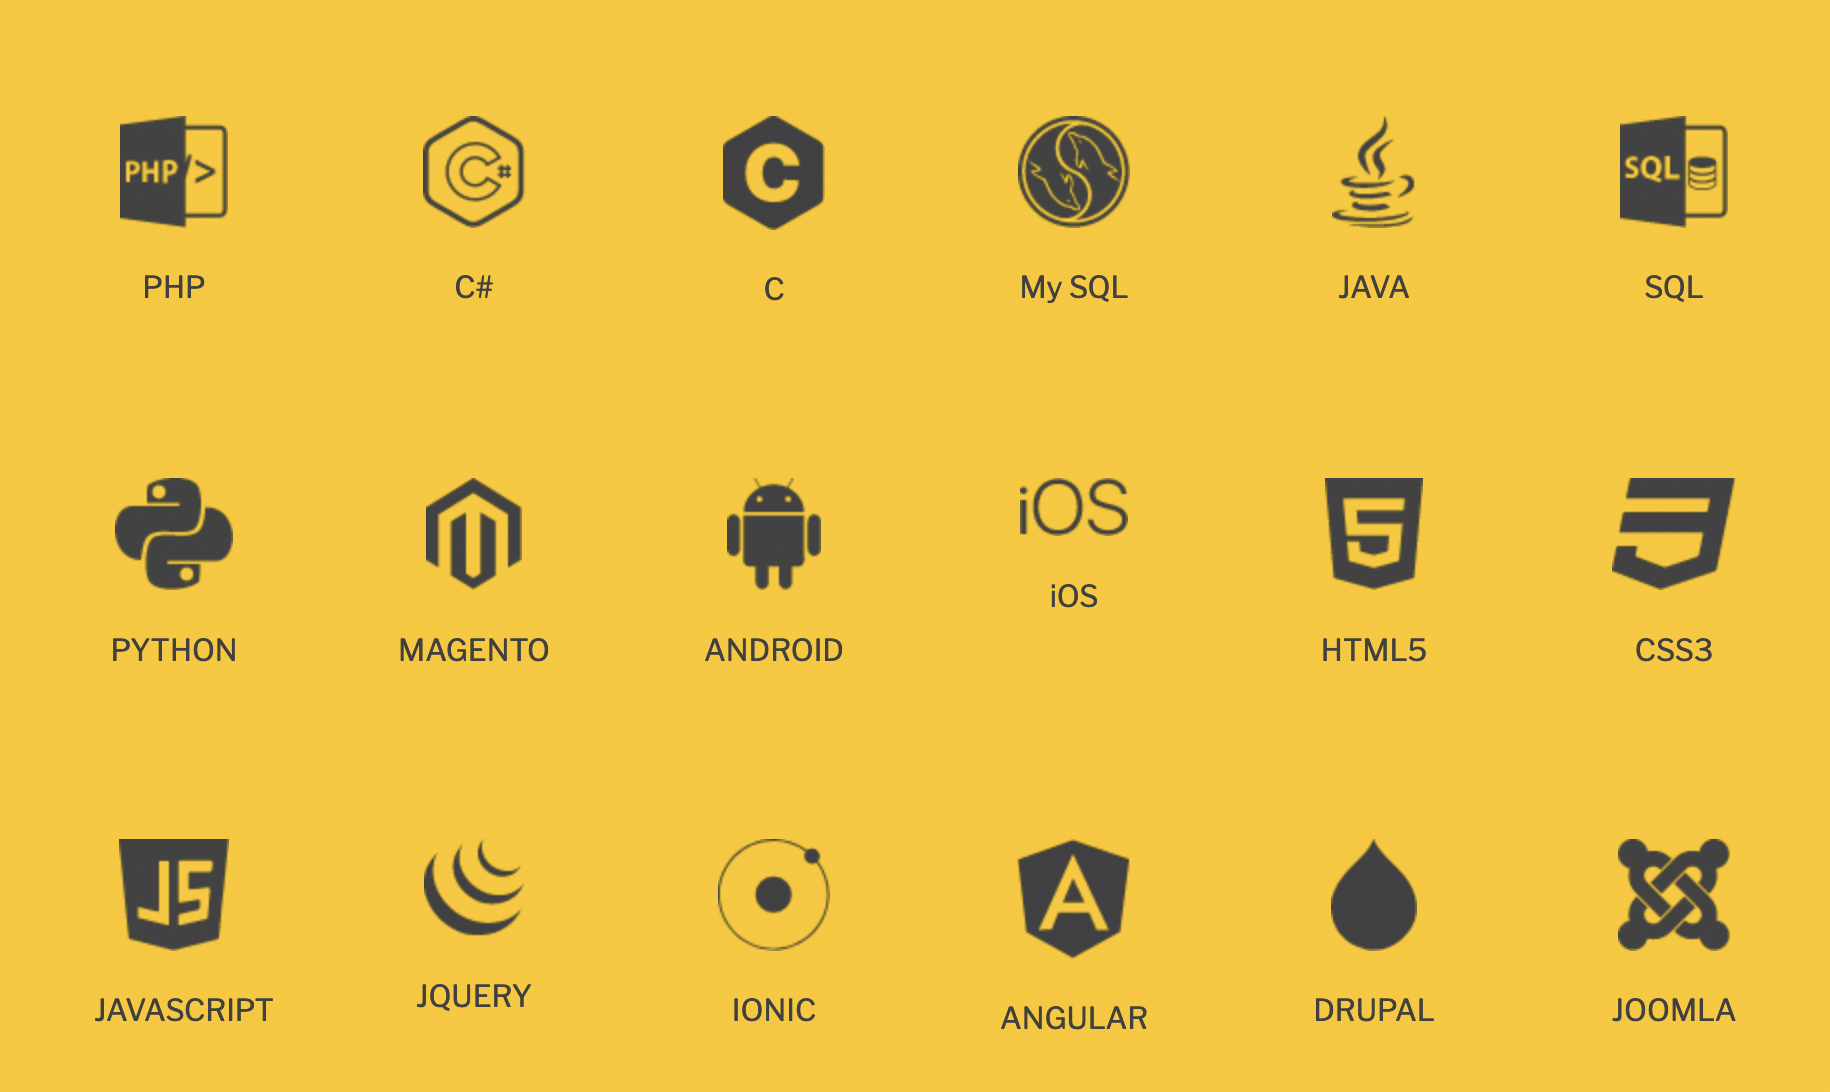 PHP /> C# C SQL
PHP C# C My SQL JAVA SQL
iOS 5 3
iOS
PYTHON MAGENTO ANDROID HTML5 CSS3
JS A
JAVASCRIPT JQUERY IONIC ANGULAR DRUPAL JOOMLA